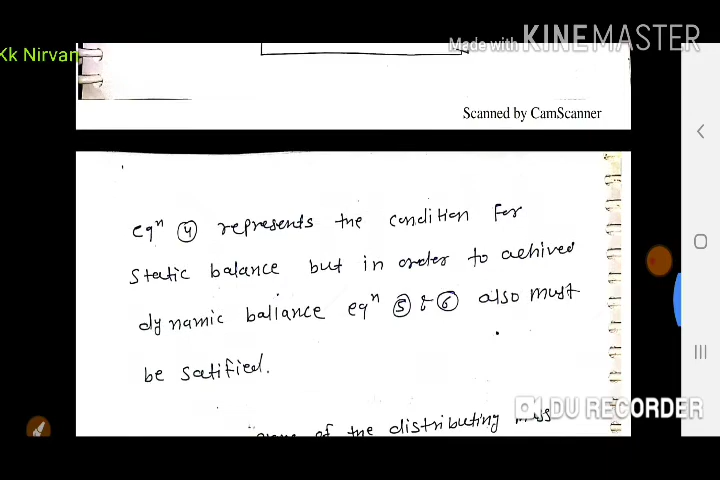 Made with KINEMASTER
Kk Nirvan
Scanned by CamScanner
eqⁿ ④ represents the condition for
static balance but in order to achived
dynamic ballance eqⁿ ⑤ & ⑥ also must
be satified.
DU RECORDER
of the distributing